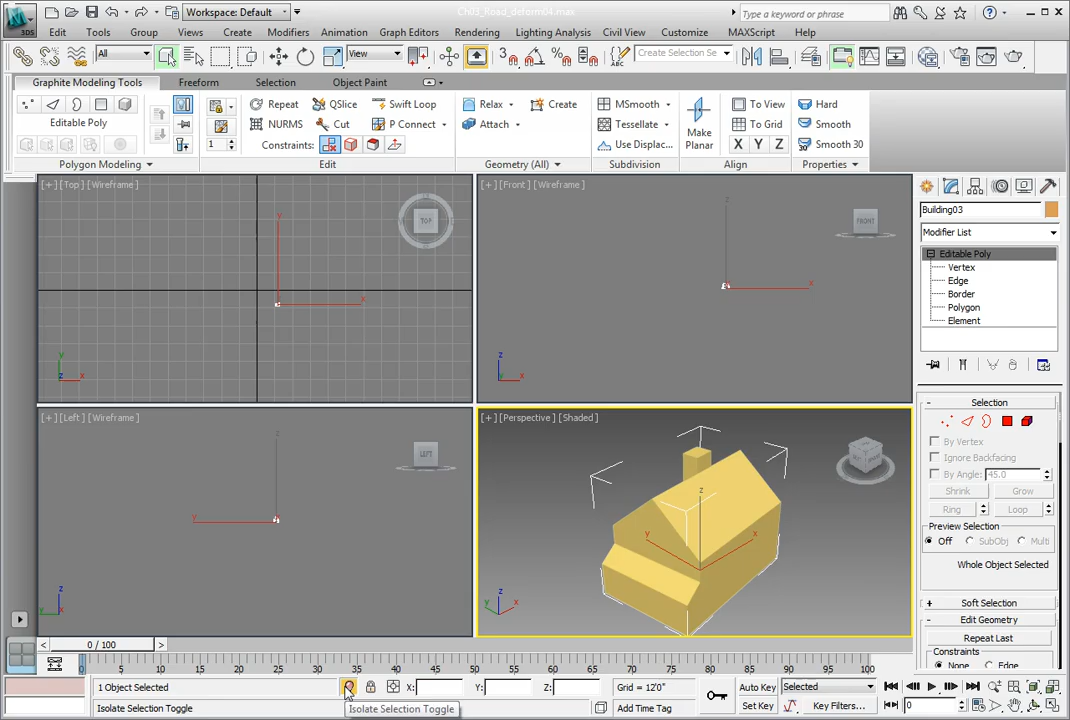 Workspace: Default
Ch03_Road_deform04.max
Type a keyword or phrase
3DS
Edit Tools Group Views Create Modifiers Animation Graph Editors Rendering Lighting Analysis Civil View Customize MAXScript Help
All View 3 Create Selection Se
Graphite Modeling Tools Freeform Selection Object Paint
Repeat QSlice Swift Loop Relax Create MSmooth To View Hard
Editable Poly NURMS Cut P Connect Attach Tessellate Make Planar To Grid Smooth
1 Constraints: Use Displac... X Y Z 30 Smooth 30
Polygon Modeling Edit Geometry (All) Subdivision Align Properties
[+] [Top] [Wireframe]
TOP
y
x
y
z x
[+] [Front] [Wireframe]
FRONT
z
x
z
x
[+] [Left] [Wireframe]
LEFT
z
y
z
[+] [Perspective] [Shaded]
z
y x
z
y x
Building03
Modifier List
Editable Poly
Vertex
Edge
Border
Polygon
Element
- Selection
By Vertex
Ignore Backfacing
By Angle: 45.0
Shrink Grow
Ring Loop
Preview Selection
Off SubObj Multi
Whole Object Selected
+ Soft Selection
- Edit Geometry
Repeat Last
Constraints
None Edge
< 0 / 100 >
0 5 10 15 20 25 30 35 40 45 50 55 60 65 70 75 80 85 90 95 100
1 Object Selected X: Y: Z: Grid = 12'0" Auto Key Selected
Isolate Selection Toggle Isolate Selection Toggle Add Time Tag Set Key Key Filters... 0